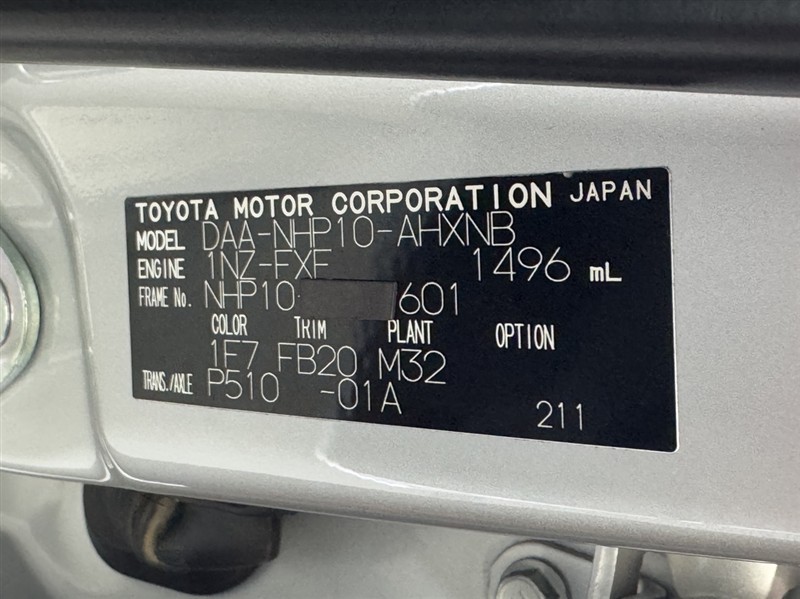 TOYOTA MOTOR CORPORATION JAPAN
MODEL DAA-NHP10-AHXNB
ENGINE 1NZ-FXE 1496 mL
FRAME No. NHP10- 601
COLOR TRIM PLANT OPTION
1F7 FB20 M32
TRANS./AXLE P510 -01A
211